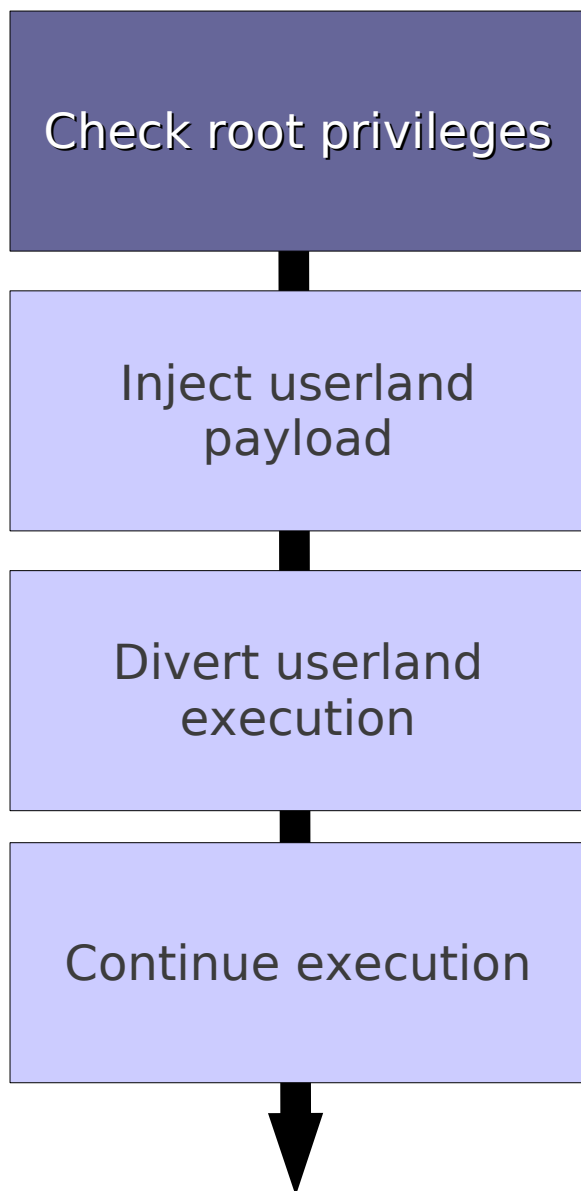 Check root privileges
Inject userland
payload
Divert userland
execution
Continue execution